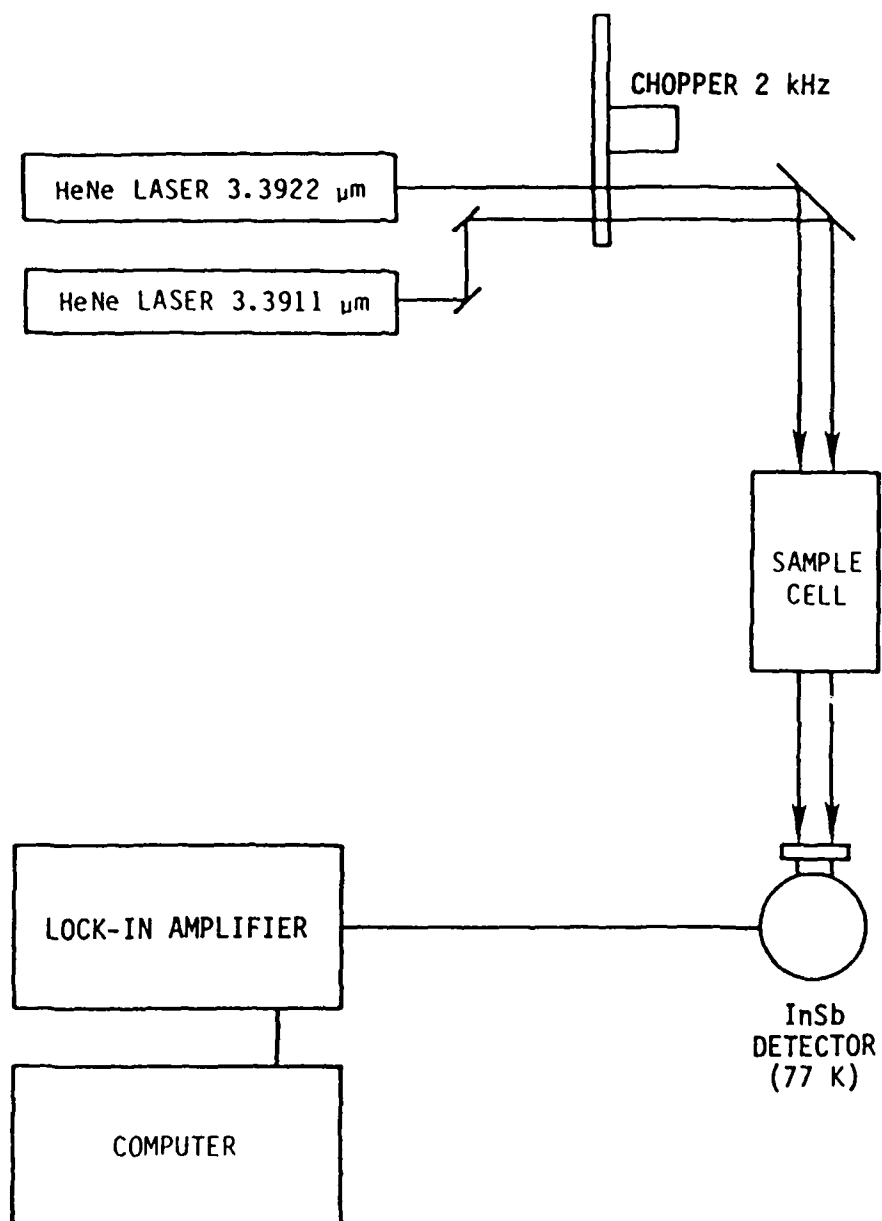 CHOPPER 2 kHz
HeNe LASER 3.3922 μm
HeNe LASER 3.3911 μm
SAMPLE
CELL
LOCK-IN AMPLIFIER
InSb
DETECTOR
(77 K)
COMPUTER